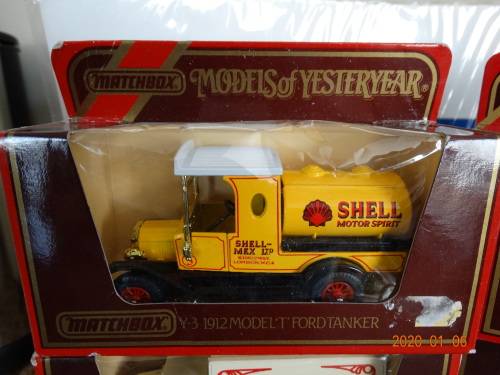 MATCHBOX
MODELS of YESTERYEAR®
SHELL
MOTOR SPIRIT
SHELL-
MEX LTD
MATCHBOX
Y-3 1912 MODEL 'T' FORD TANKER
2020 01 06